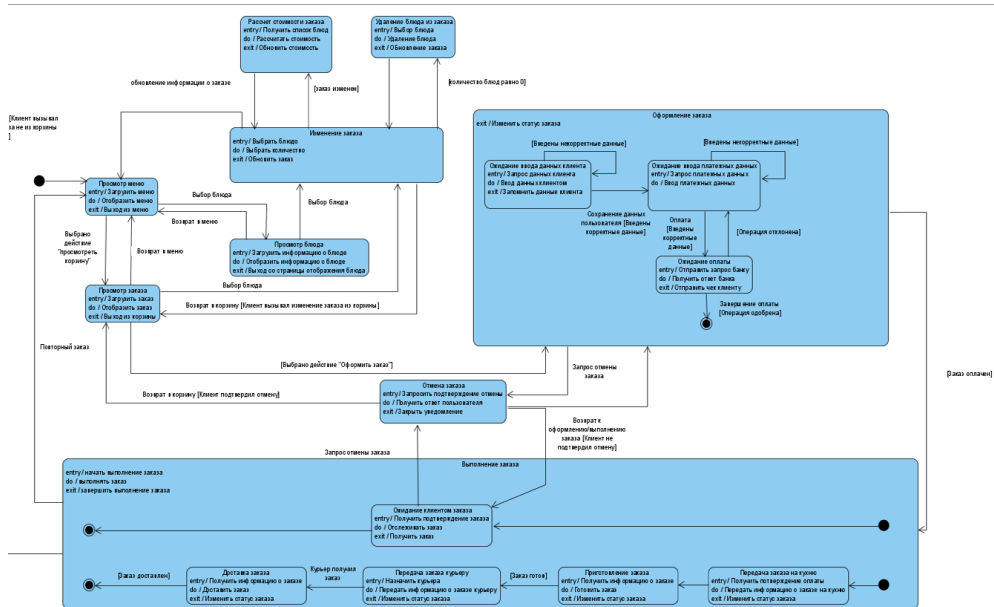 Рассчет стоимости заказа
entry / Получить список блюд
do / Рассчитать стоимость
exit / Обновить стоимость
Удаление блюда из заказа
entry / Выбор блюда
do / Удаление блюда
exit / Обновление заказа
обновление информации о заказе
[заказ изменен]
[количество блюд равно 0]
[Клиент вызывал
за не из корзины
]
Изменение заказа
entry / Выбрать блюдо
do / Выбрать количество
exit / Обновить заказ
Оформление заказа
exit / Изменить статус заказа
[Введены некорректные данные]
[Введены некорректные данные]
Ожидание ввода данных клиента
entry / Запрос данных клиента
do / Ввод данных клиентом
exit / Запомнить данные клиента
Ожидание ввода платежных данных
entry / Запрос платежных данных
do / Ввод платежных данных
Просмотр меню
entry / Загрузить меню
do / Отобразить меню
exit / Выход из меню
Выбор блюда
Выбор блюда
Возврат в меню
Сохранение данных
пользователя [Введены
корректные данные]
Оплата
[Введены
корректные
данные]
[Операция отклонена]
Выбрано
действие
"просмотреть
корзину"
Возврат в меню
Просмотр блюда
entry / Загрузить информацию о блюде
do / Отобразить информацию о блюде
exit / Выход со страницы отображения блюда
Ожидание оплаты
entry / Отправить запрос банку
do / Получить ответ банка
exit / Отправить чек клиенту
Выбор блюда
Просмотр заказа
entry / Загрузить заказ
do / Отобразить заказ
exit / Выход из корзины
Возврат в корзину [Клиент вызывал изменение заказа из корзины]
Завершение оплаты
[Операция одобрена]
Повторный заказ
[Выбрано действие "Оформить заказ"]
Запрос отмены
заказа
[Заказ оплачен]
Возврат в корзину [Клиент подтвердил отмену]
Отмена заказа
entry / Запросить подтверждение отмены
do / Получить ответ пользователя
exit / Закрыть уведомление
Возврат к
оформлению/выполнению
заказа [Клиент не
подтвердил отмену]
Запрос отмены заказа
Выполнение заказа
entry / начать выполнение заказа
do / выполнять заказ
exit / завершить выполнение заказа
Ожидание клиентом заказа
entry / Получить подтверждение заказа
do / Отслеживать заказ
exit / Получить заказ
[Заказ доставлен]
Доставка заказа
entry / Получить информацию о заказе
do / Доставить заказ
exit / Изменить статус заказа
Курьер получил
заказ
Передача заказа курьеру
entry / Назначить курьера
do / Передать информацию о заказе курьеру
exit / Изменить статус заказа
[Заказ готов]
Приготовление заказа
entry / Получить информацию о заказе
do / Готовить заказ
exit / Изменить статус заказа
Передача заказа на кухню
entry / Получить потверждение оплаты
do / Передать информацию о заказе на кухню
exit / Изменить статус заказа